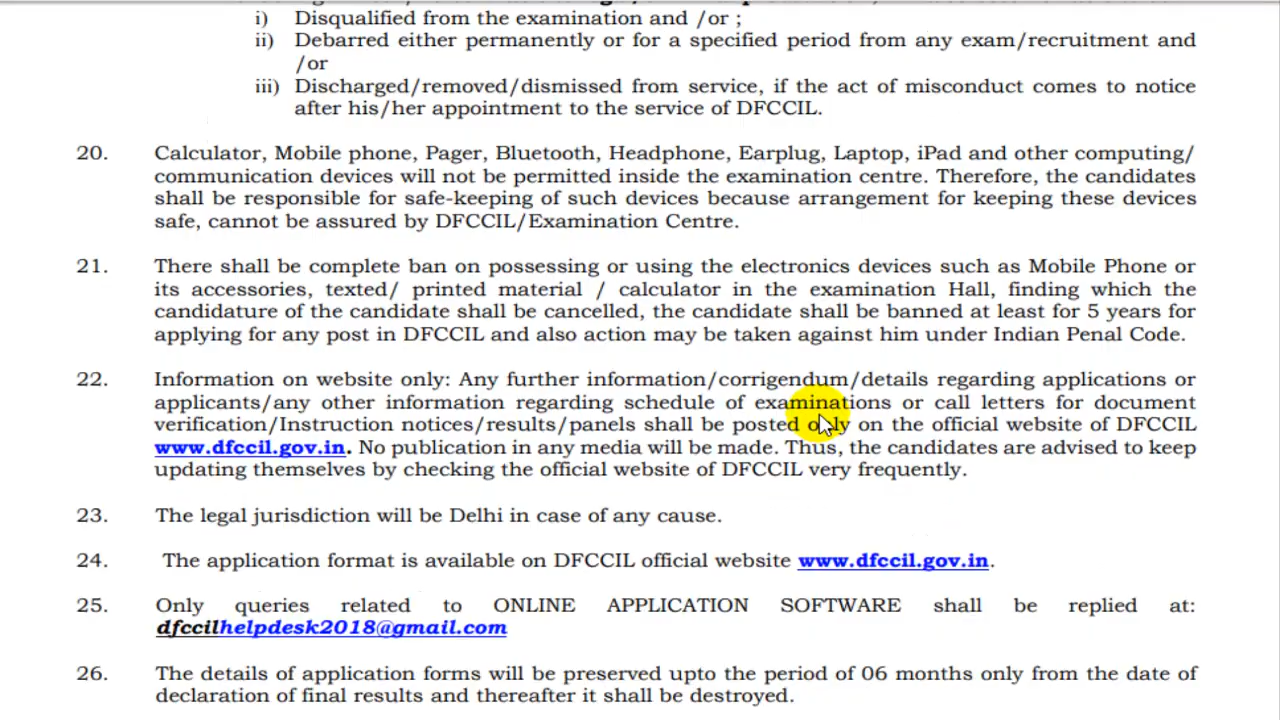 i) Disqualified from the examination and /or ;
ii) Debarred either permanently or for a specified period from any exam/recruitment and
/or
iii) Discharged/removed/dismissed from service, if the act of misconduct comes to notice
after his/her appointment to the service of DFCCIL.
20. Calculator, Mobile phone, Pager, Bluetooth, Headphone, Earplug, Laptop, iPad and other computing/
communication devices will not be permitted inside the examination centre. Therefore, the candidates
shall be responsible for safe-keeping of such devices because arrangement for keeping these devices
safe, cannot be assured by DFCCIL/Examination Centre.
21. There shall be complete ban on possessing or using the electronics devices such as Mobile Phone or
its accessories, texted/ printed material / calculator in the examination Hall, finding which the
candidature of the candidate shall be cancelled, the candidate shall be banned at least for 5 years for
applying for any post in DFCCIL and also action may be taken against him under Indian Penal Code.
22. Information on website only: Any further information/corrigendum/details regarding applications or
applicants/any other information regarding schedule of examinations or call letters for document
verification/Instruction notices/results/panels shall be posted only on the official website of DFCCIL
www.dfccil.gov.in. No publication in any media will be made. Thus, the candidates are advised to keep
updating themselves by checking the official website of DFCCIL very frequently.
23. The legal jurisdiction will be Delhi in case of any cause.
24. The application format is available on DFCCIL official website www.dfccil.gov.in.
25. Only queries related to ONLINE APPLICATION SOFTWARE shall be replied at:
dfccilhelpdesk2018@gmail.com
26. The details of application forms will be preserved upto the period of 06 months only from the date of
declaration of final results and thereafter it shall be destroyed.